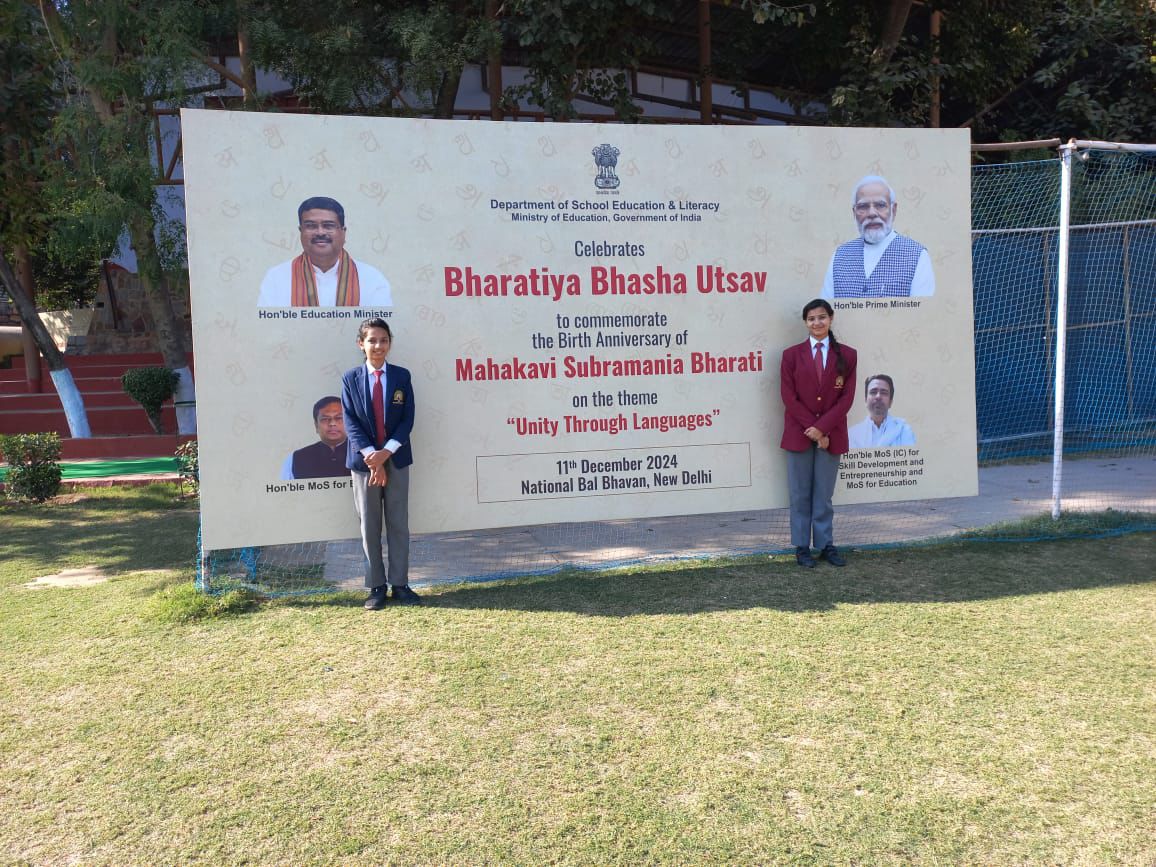 Department of School Education & Literacy
Ministry of Education, Government of India
Celebrates
Bharatiya Bhasha Utsav
to commemorate
the Birth Anniversary of
Mahakavi Subramania Bharati
on the theme
“Unity Through Languages”
11th December 2024
National Bal Bhavan, New Delhi
Hon'ble Education Minister
Hon'ble Prime Minister
Hon'ble MoS for
Hon'ble MoS (IC) for
Skill Development and
Entrepreneurship and
MoS for Education